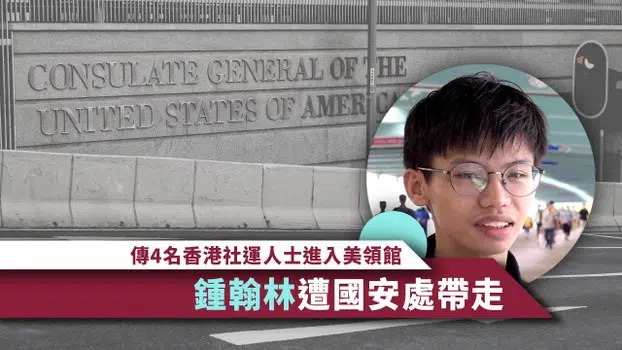 CONSULATE GENERAL OF THE
UNITED STATES OF AMERICA
傳4名香港社運人士進入美領館
鍾翰林遭國安處帶走